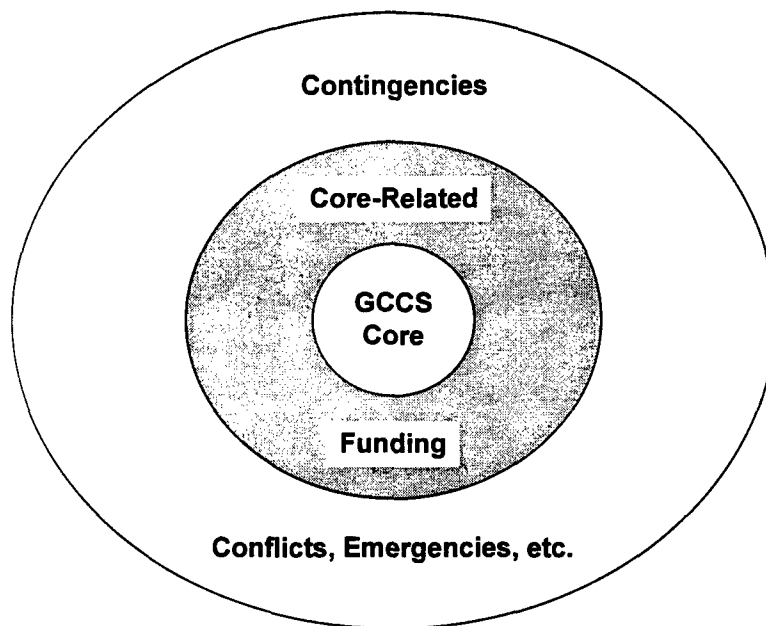 Contingencies
Core-Related
GCCS
Core
Funding
Conflicts, Emergencies, etc.